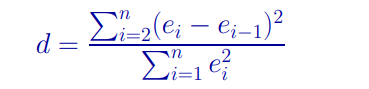 d = \frac{\sum_{i=2}^{n}(e_i - e_{i-1})^2}{\sum_{i=1}^{n} e_i^2}